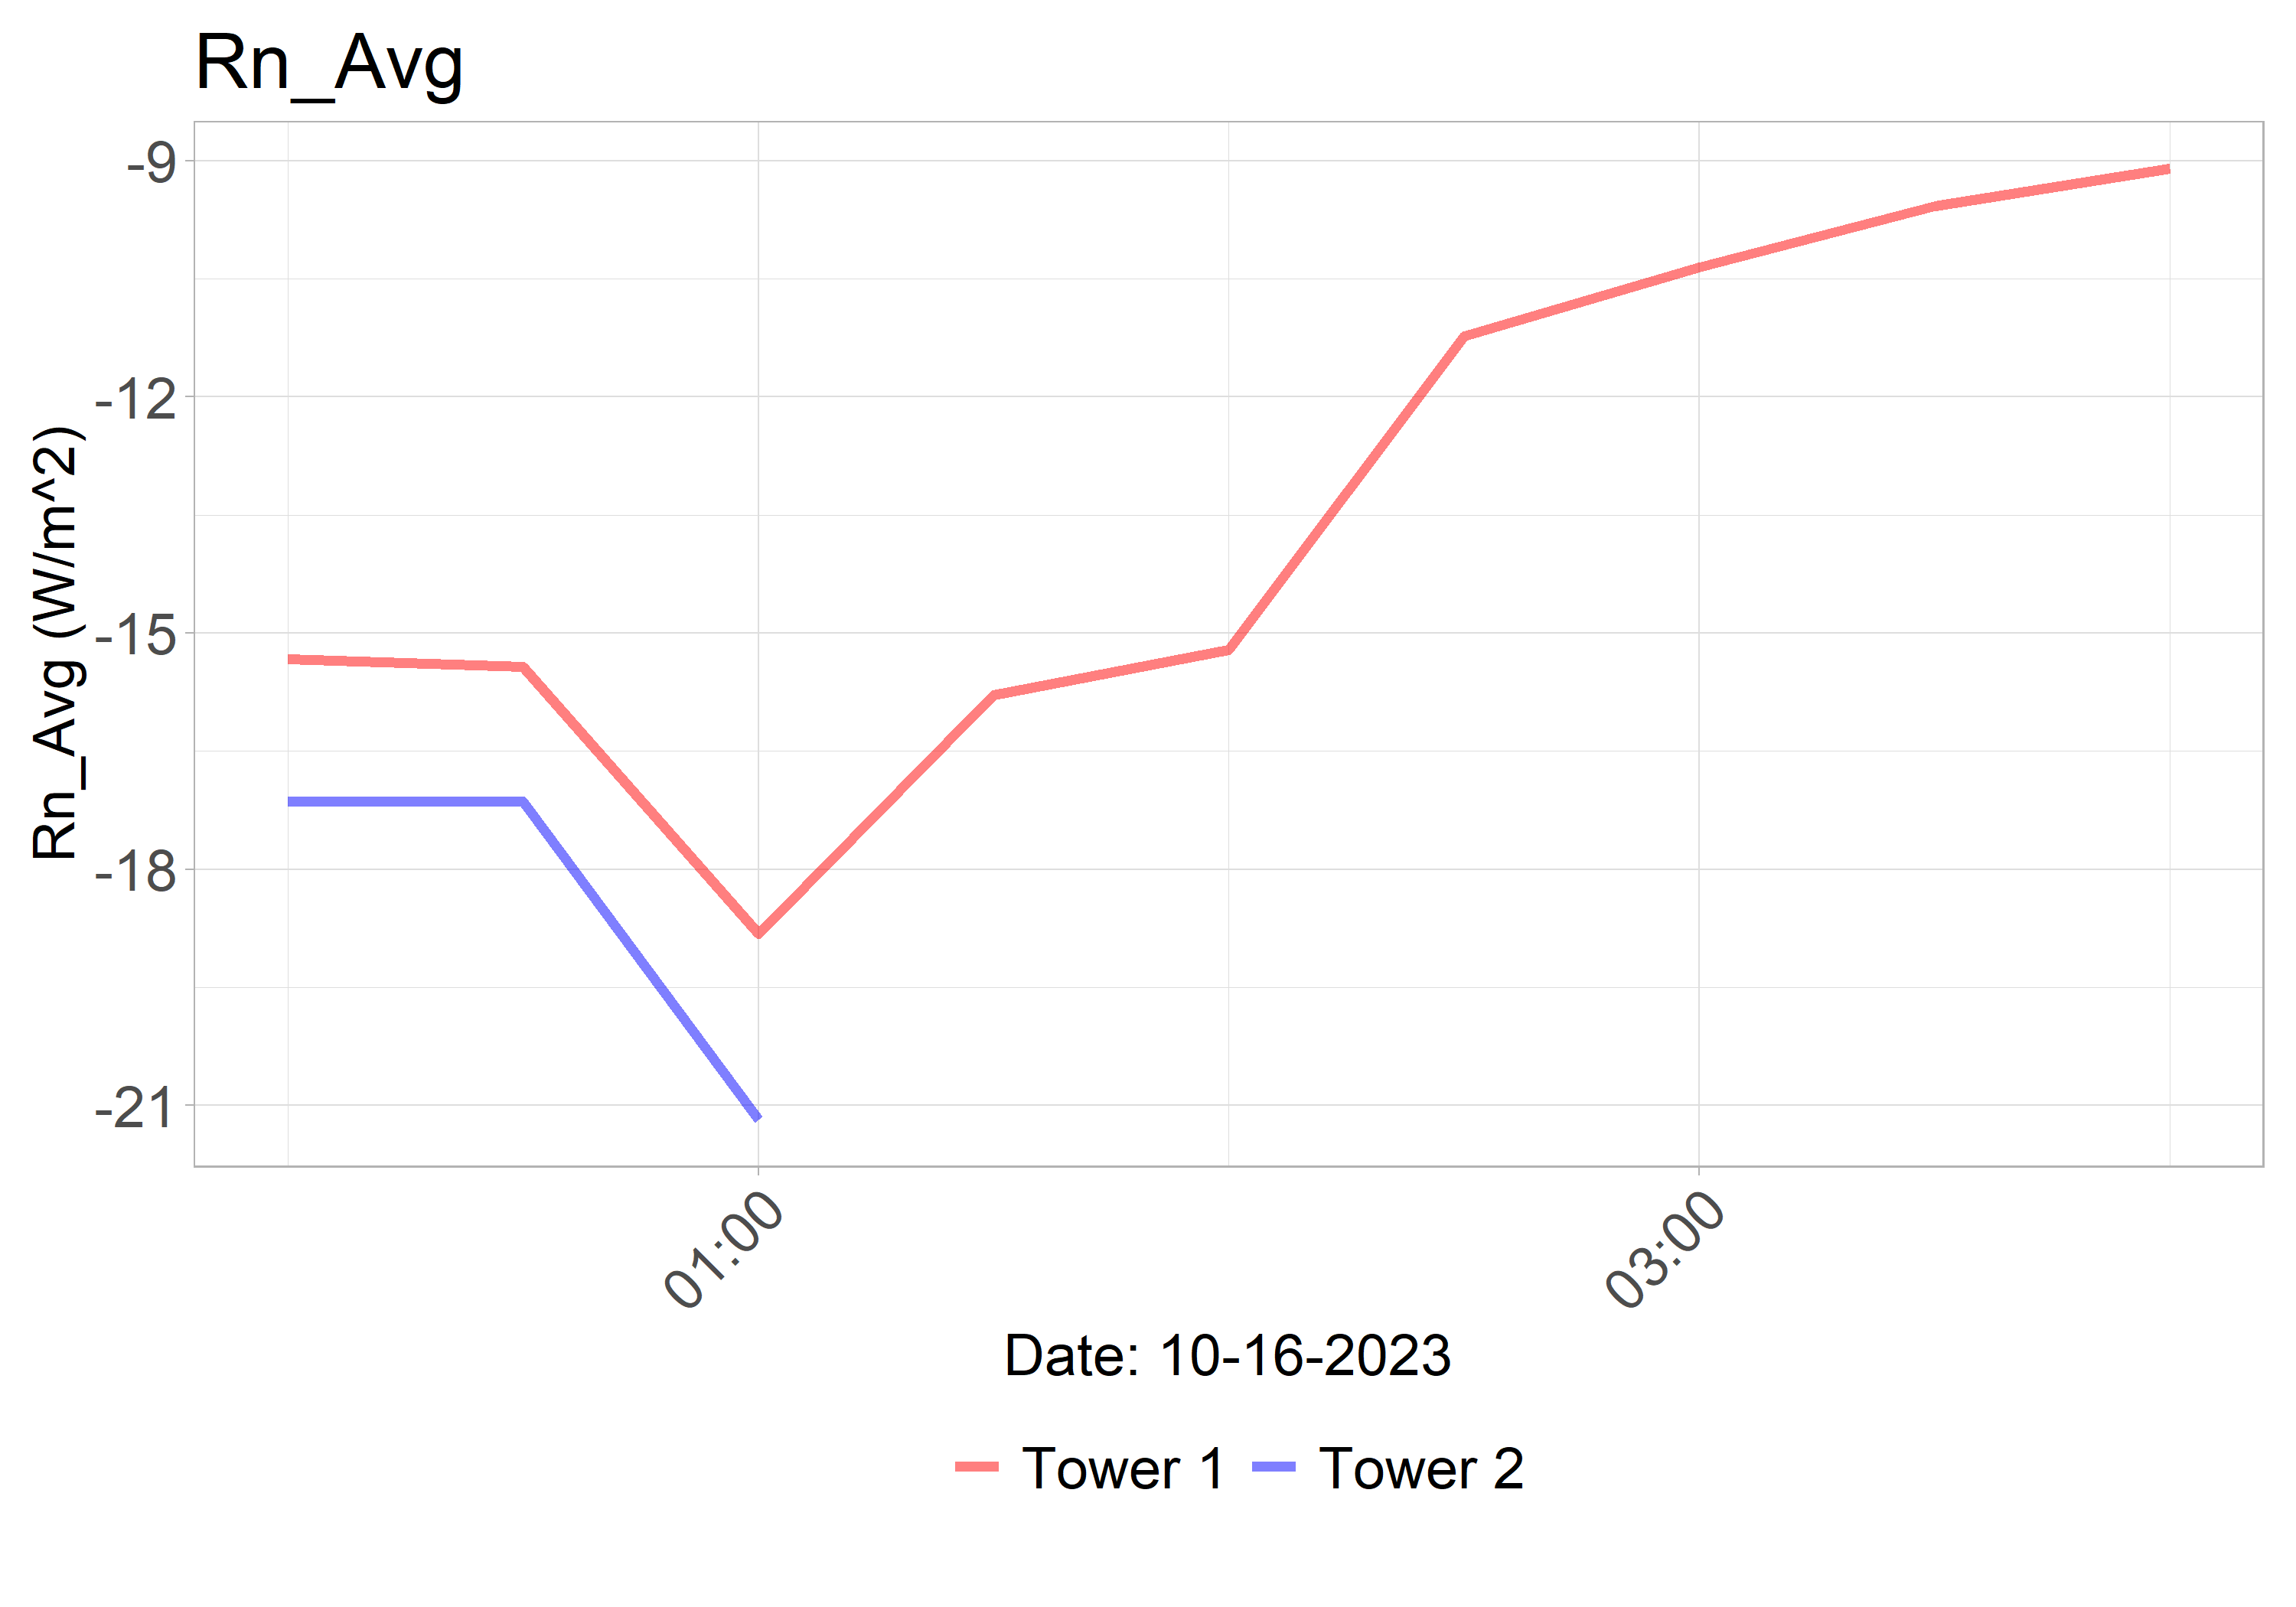 Rn_Avg
Rn_Avg (W/m^2)
-9
-12
-15
-18
-21
01:00
03:00
Date: 10-16-2023
Tower 1
Tower 2